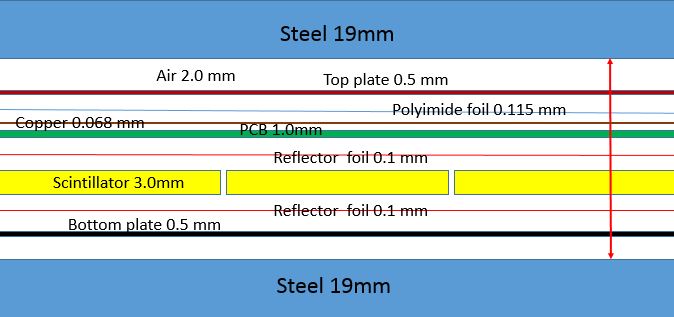 Steel 19mm
Air 2.0 mm
Top plate 0.5 mm
Polyimide foil 0.115 mm
Copper 0.068 mm
PCB 1.0mm
Reflector foil 0.1 mm
Scintillator 3.0mm
Reflector foil 0.1 mm
Bottom plate 0.5 mm
Steel 19mm